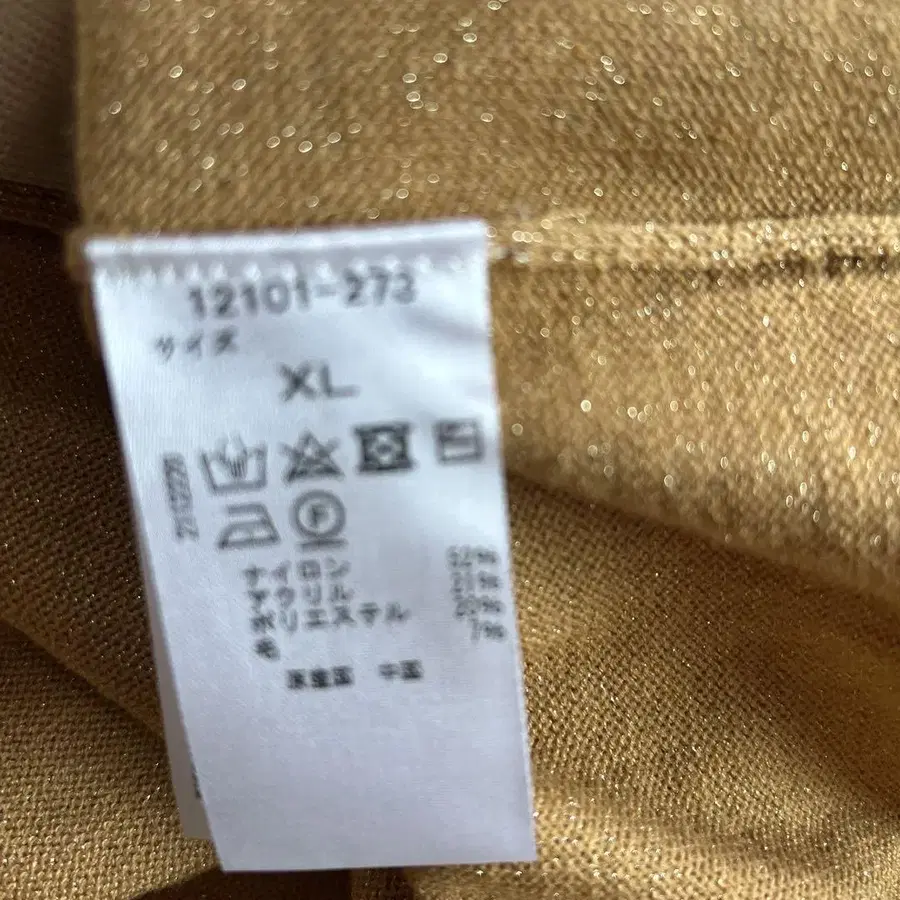 12101-273
サイズ
XL
ナイロン
アクリル
ポリエステル
毛 7%
原産国 中国